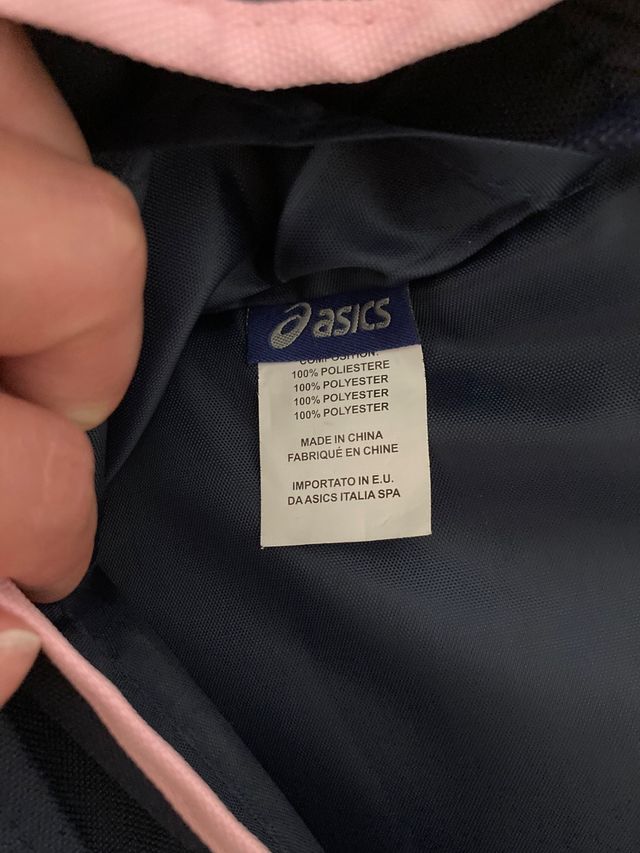 asics
COMPOSITION:
100% POLIESTERE
100% POLYESTER
100% POLYESTER
100% POLYESTER
MADE IN CHINA
FABRIQUÉ EN CHINE
IMPORTATO IN E.U.
DA ASICS ITALIA SPA